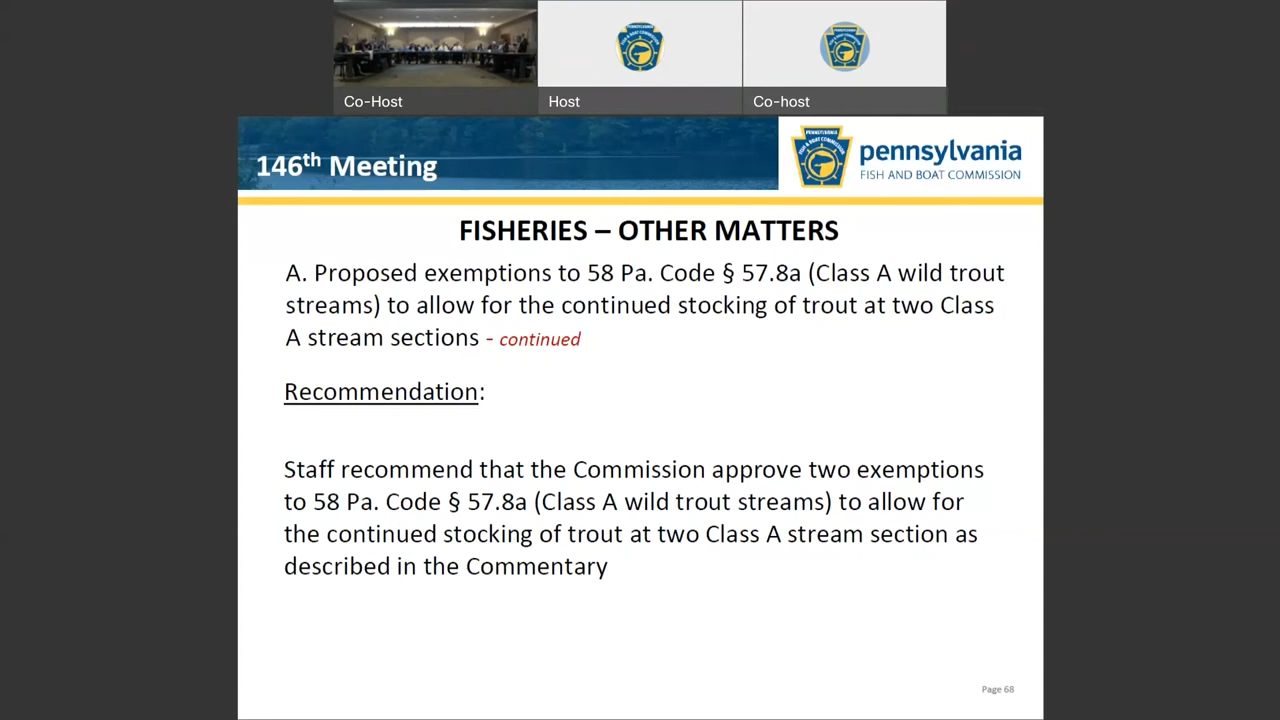 Co-Host
Host
Co-host
146th Meeting
PENNSYLVANIA
FISH & BOAT COMMISSION
pennsylvania
FISH AND BOAT COMMISSION
FISHERIES – OTHER MATTERS
A. Proposed exemptions to 58 Pa. Code § 57.8a (Class A wild trout
streams) to allow for the continued stocking of trout at two Class
A stream sections - continued
Recommendation:
Staff recommend that the Commission approve two exemptions
to 58 Pa. Code § 57.8a (Class A wild trout streams) to allow for
the continued stocking of trout at two Class A stream section as
described in the Commentary
Page 68